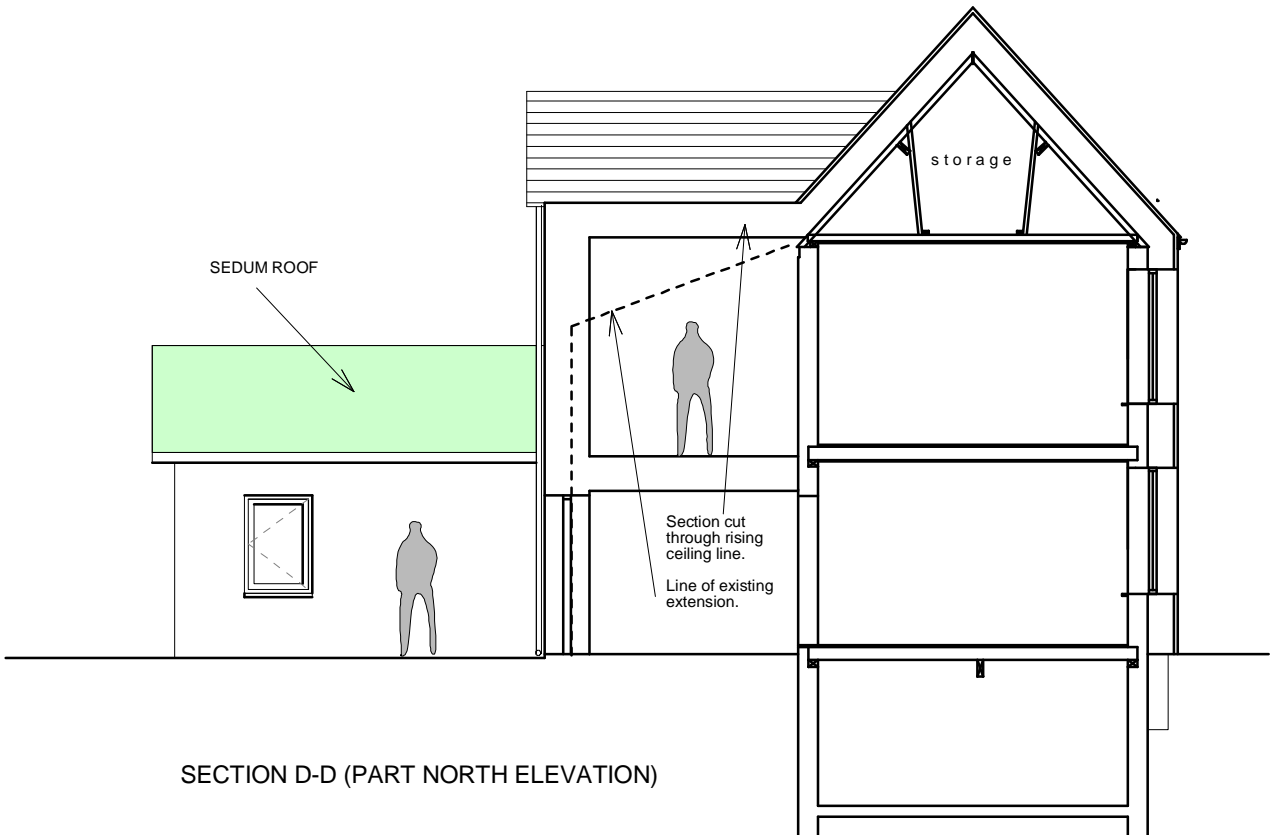 storage
SEDUM ROOF
Section cut
through rising
ceiling line.
Line of existing
extension.
SECTION D-D (PART NORTH ELEVATION)